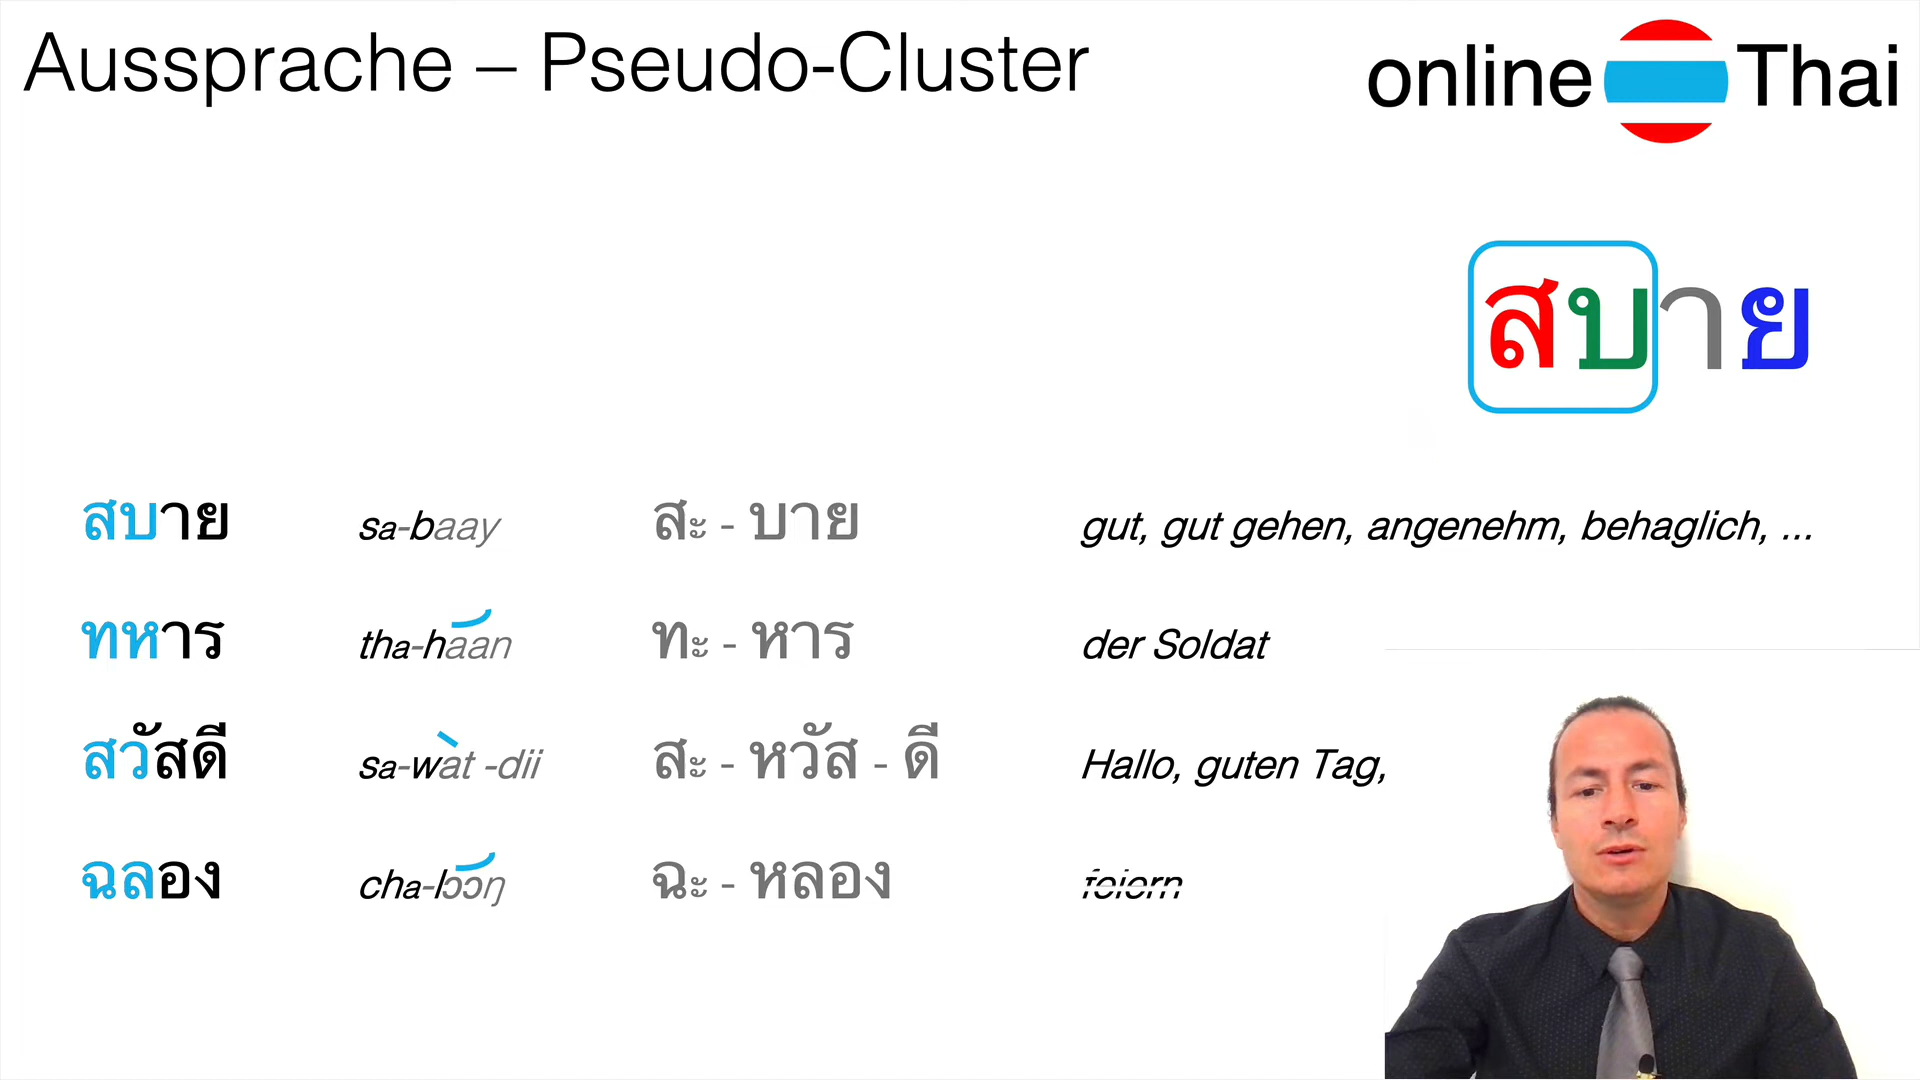 Aussprache – Pseudo-Cluster
online Thai
สบาย
สบาย sa-baay สะ - บาย gut, gut gehen, angenehm, behaglich, ...
ทหาร tha-hǎan ทะ - หาร der Soldat
สวัสดี sa-wàt -dii สะ - หวัส - ดี Hallo, guten Tag,
ฉลอง cha-lɔ̌ɔŋ ฉะ - หลอง feiern